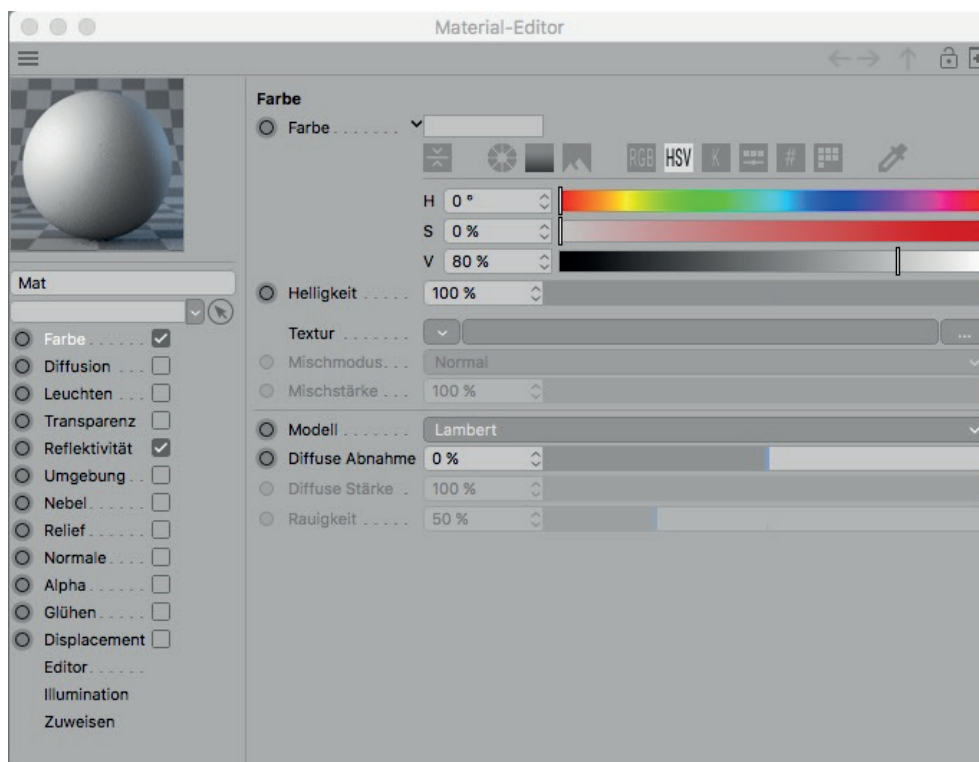 Material-Editor
Mat
Farbe
Diffusion
Leuchten
Transparenz
Reflektivität
Umgebung
Nebel
Relief
Normale
Alpha
Glühen
Displacement
Editor
Illumination
Zuweisen
Farbe
Farbe
RGB HSV K #
H 0 °
S 0 %
V 80 %
Helligkeit 100 %
Textur ...
Mischmodus... Normal
Mischstärke ... 100 %
Modell Lambert
Diffuse Abnahme 0 %
Diffuse Stärke . 100 %
Rauigkeit 50 %